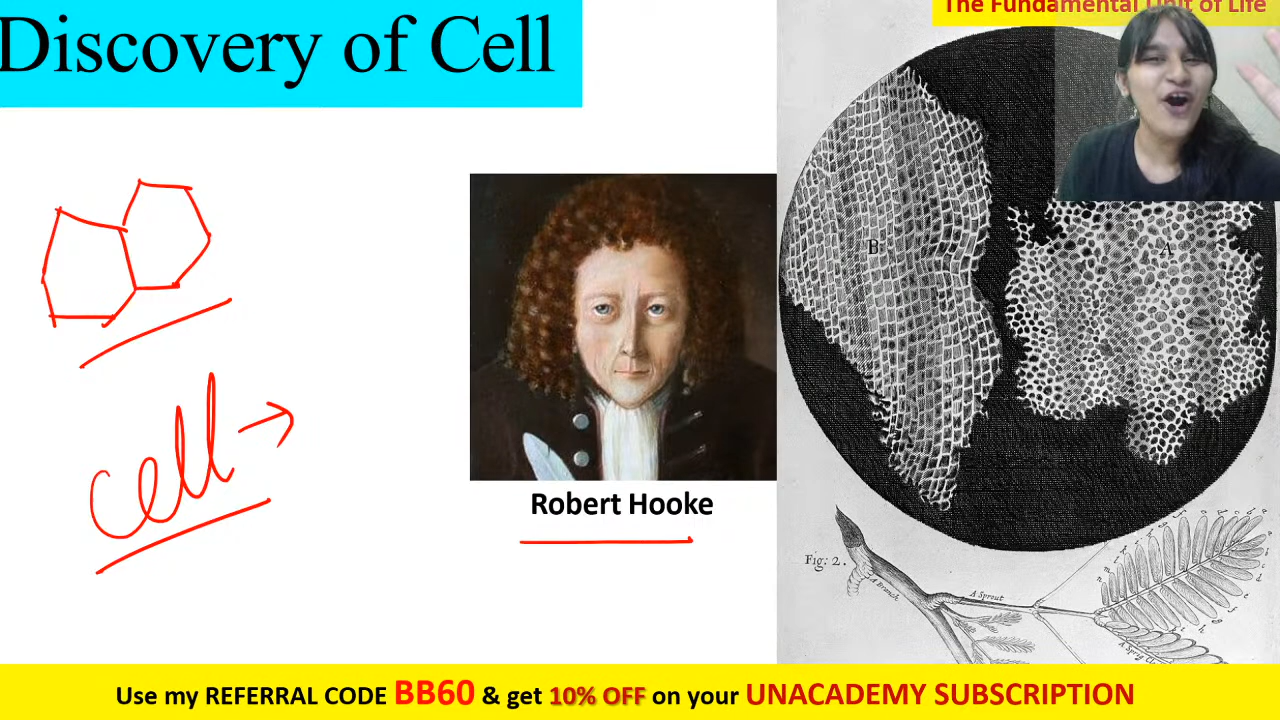 The Fundamental Unit of Life
Discovery of Cell
cell →
Robert Hooke
B
A
Fig: 2.
A Branch
A Sprout
Use my REFERRAL CODE BB60 & get 10% OFF on your UNACADEMY SUBSCRIPTION